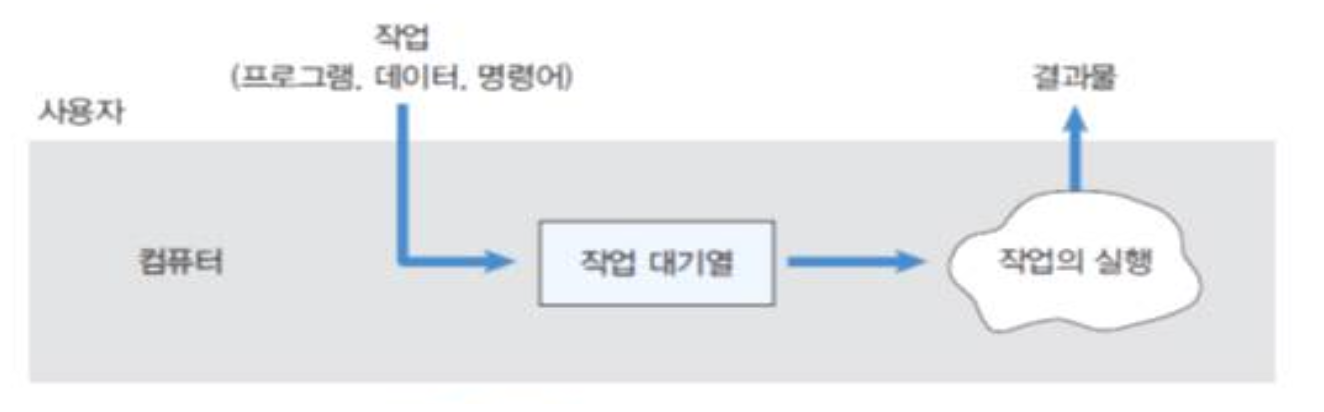 작업
(프로그램, 데이터, 명령어)
결과물
사용자
컴퓨터
작업 대기열
작업의 실행